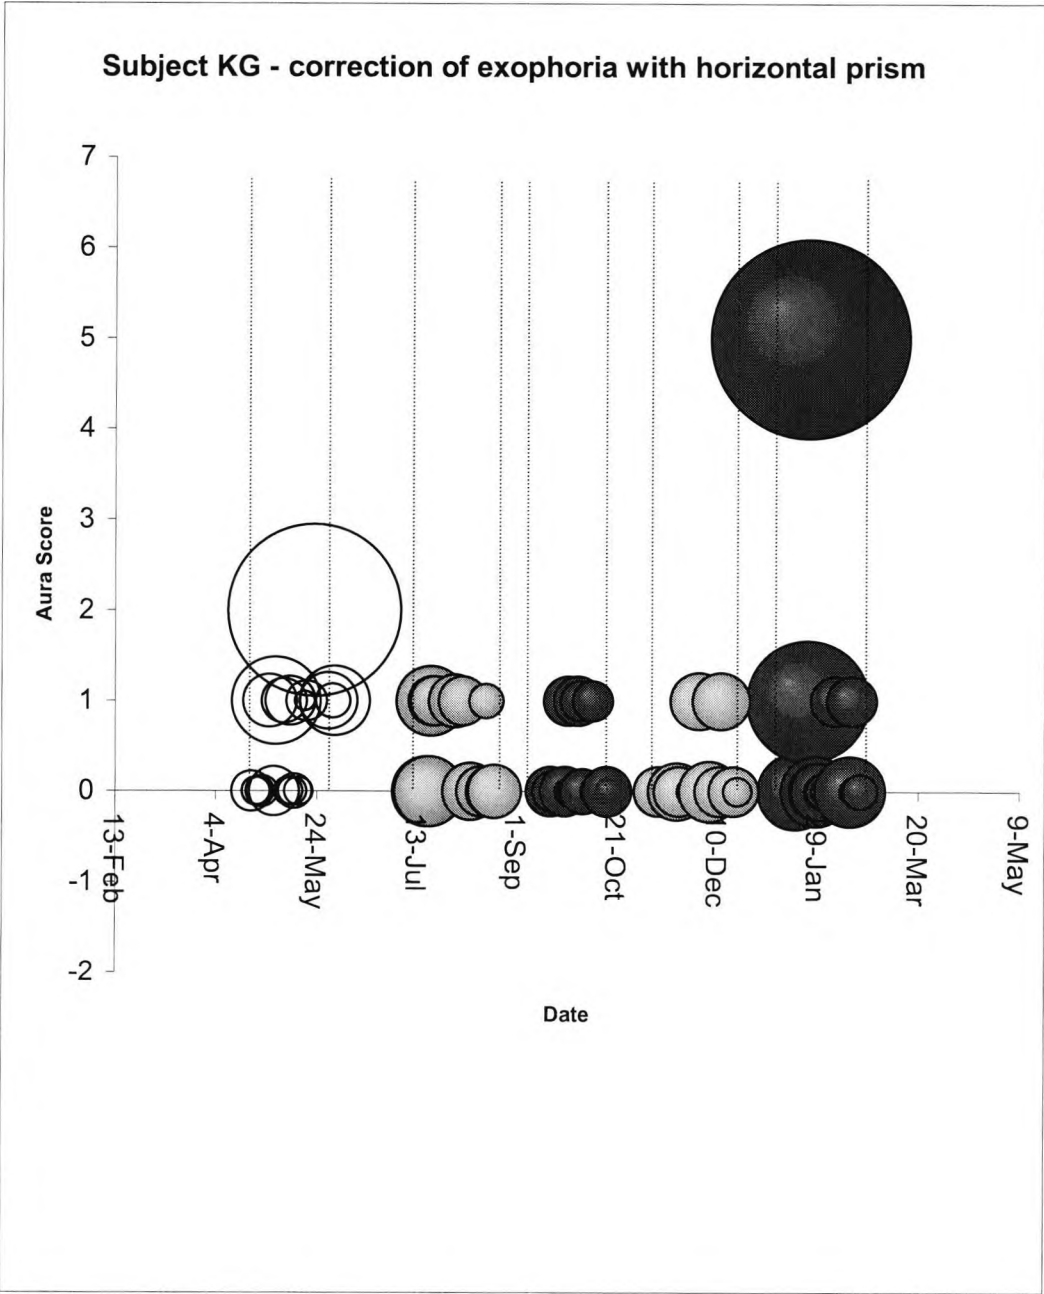 Subject KG - correction of exophoria with horizontal prism
7
6
5
4
3
2
1
0
-1
-2
Aura Score
13-Feb
4-Apr
24-May
13-Jul
1-Sep
21-Oct
10-Dec
29-Jan
20-Mar
9-May
Date